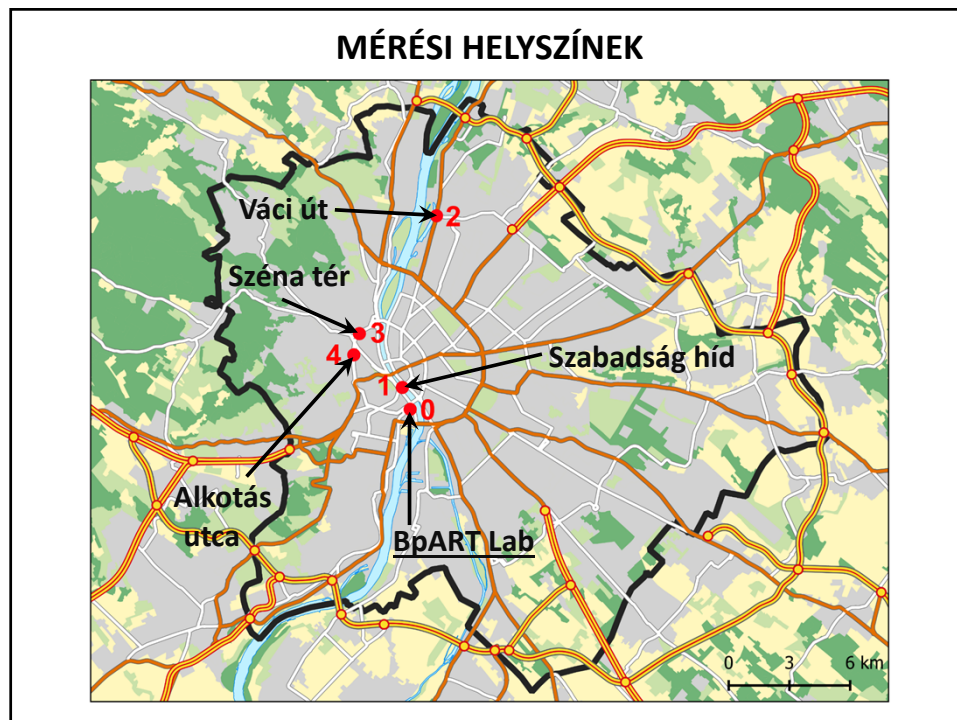 MÉRÉSI HELYSZÍNEK
Váci út
2
Széna tér
3
4
Szabadság híd
1
0
Alkotás
utca
BpART Lab
0 3 6 km